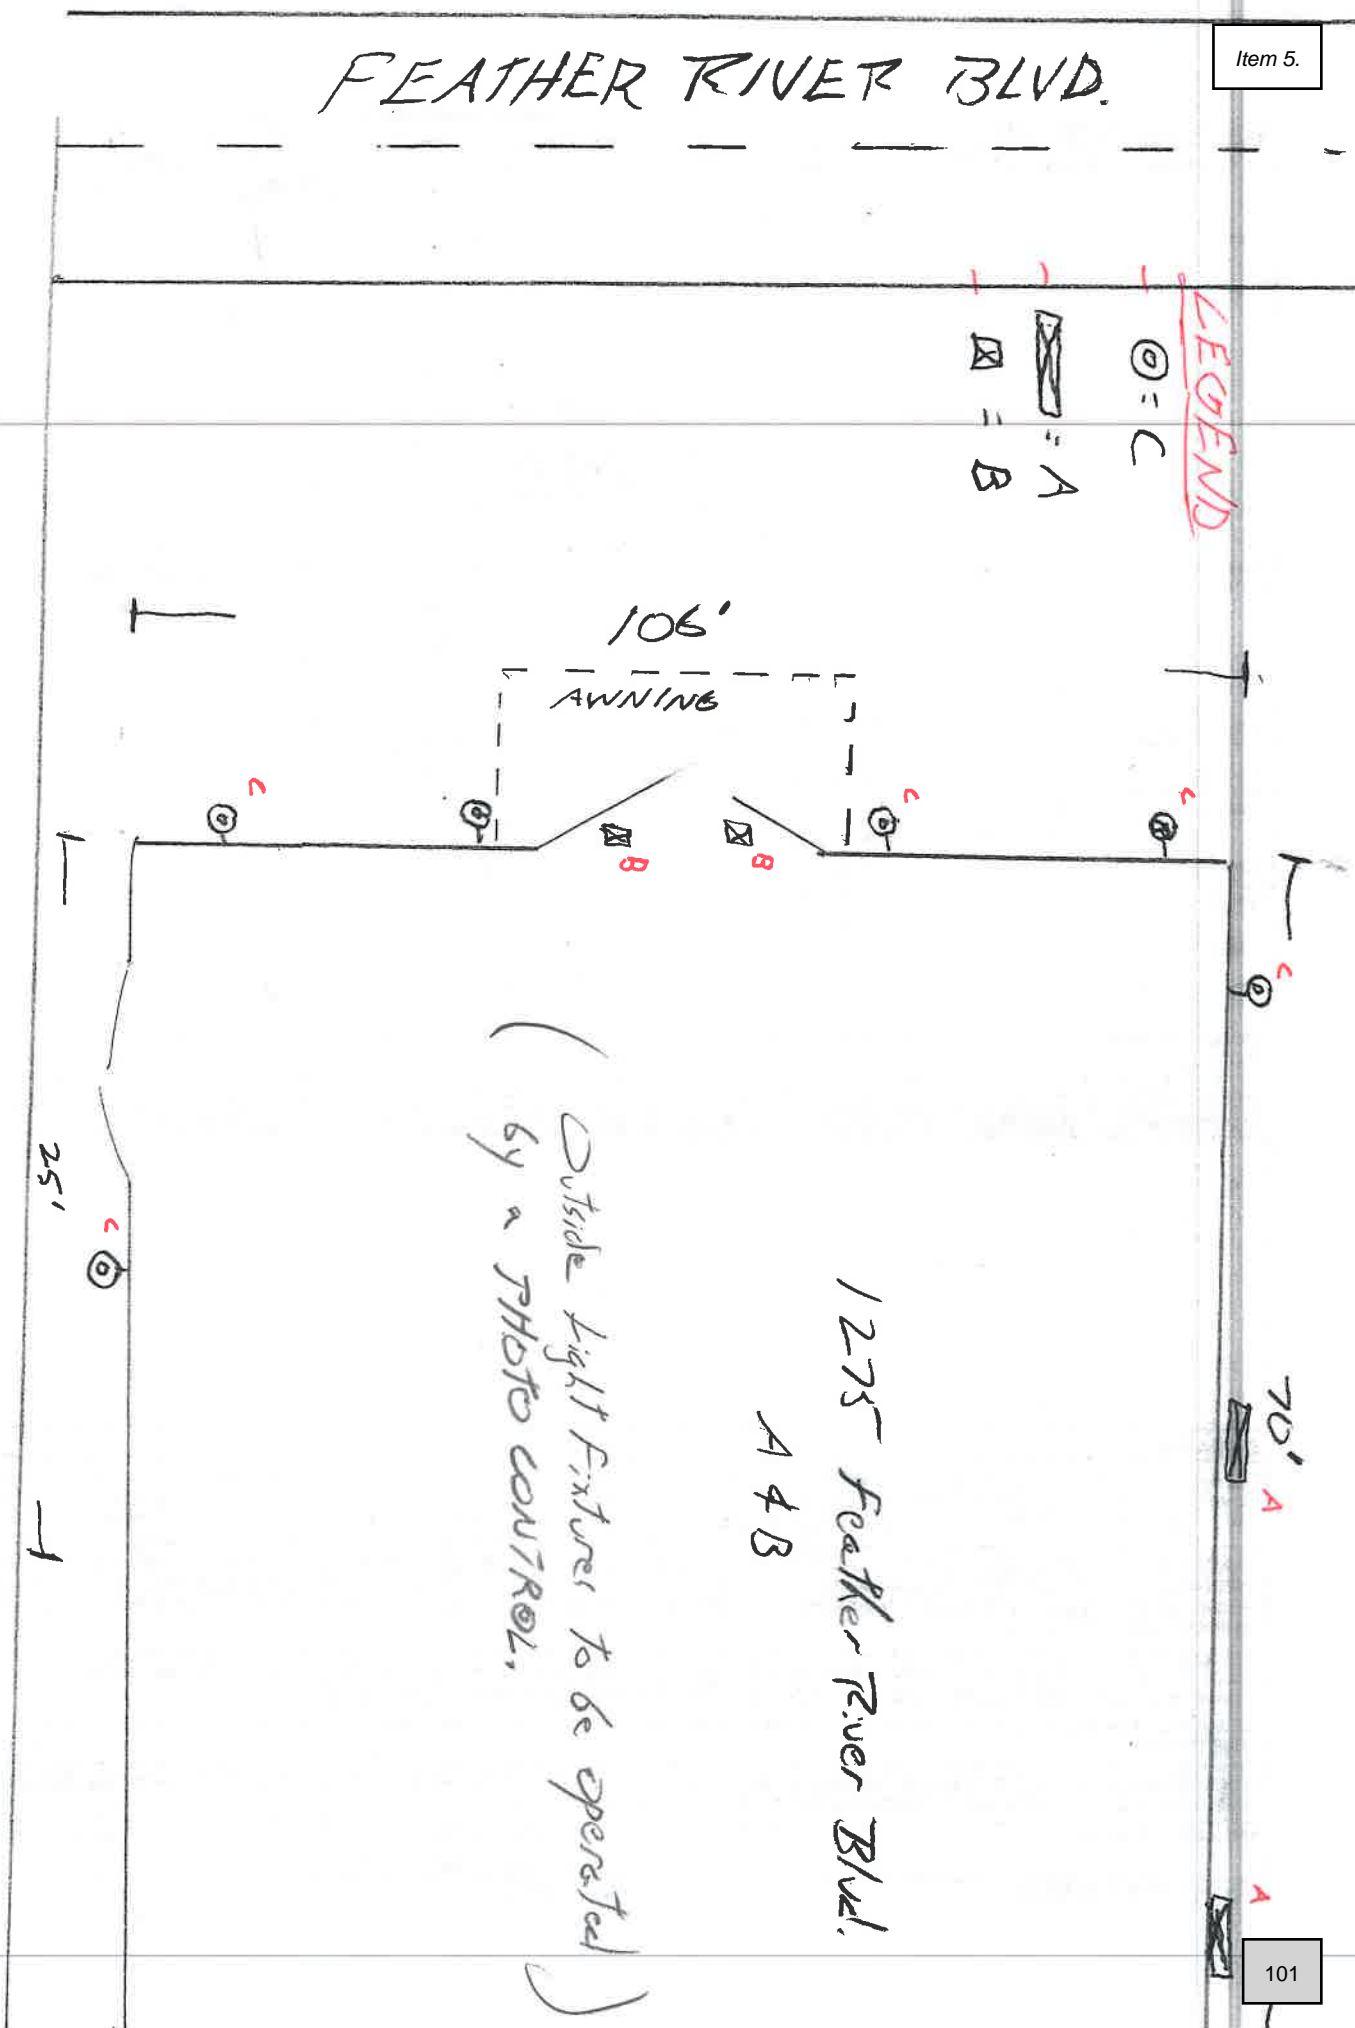 Item 5.
FEATHER RIVER BLVD.
LEGEND
= C
= A
= B
106'
AWNING
C
C
C
B
B
C
25'
C
70'
A
A
1275 Feather River Blvd.
A & B
( Outside Light Fixtures to be operated
by a PHOTO CONTROL. )
101